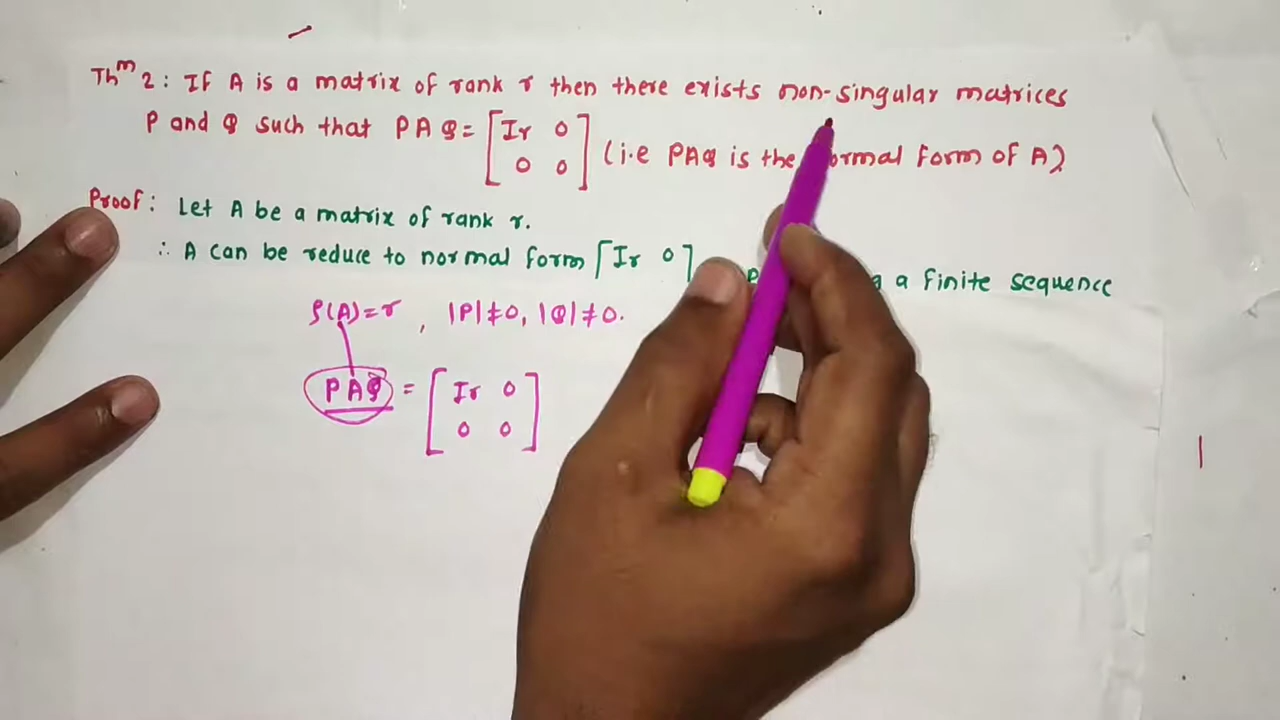 Thm 2: If A is a matrix of rank r then there exists non-singular matrices
P and Q such that PAQ = [Ir 0
0 0] (i.e PAQ is the normal form of A).
Proof: Let A be a matrix of rank r.
∴ A can be reduce to normal form [Ir 0] a finite sequence
ρ(A)=r , |P|≠0, |Q|≠0.
PAQ = [Ir 0
0 0]